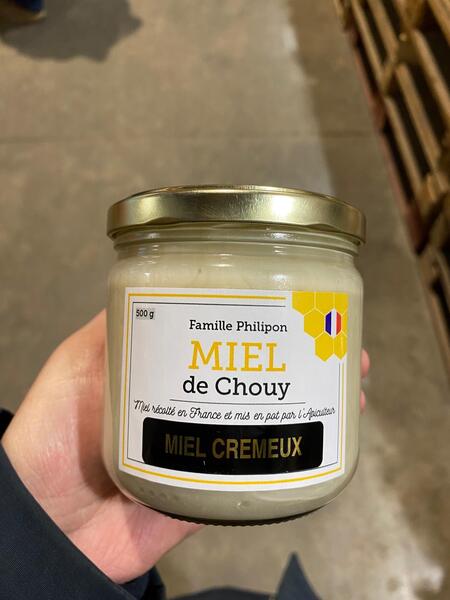 500 g
Famille Philipon
MIEL
de Chouy
Miel récolté en France et mis en pot par l'Apiculteur
MIEL CREMEUX